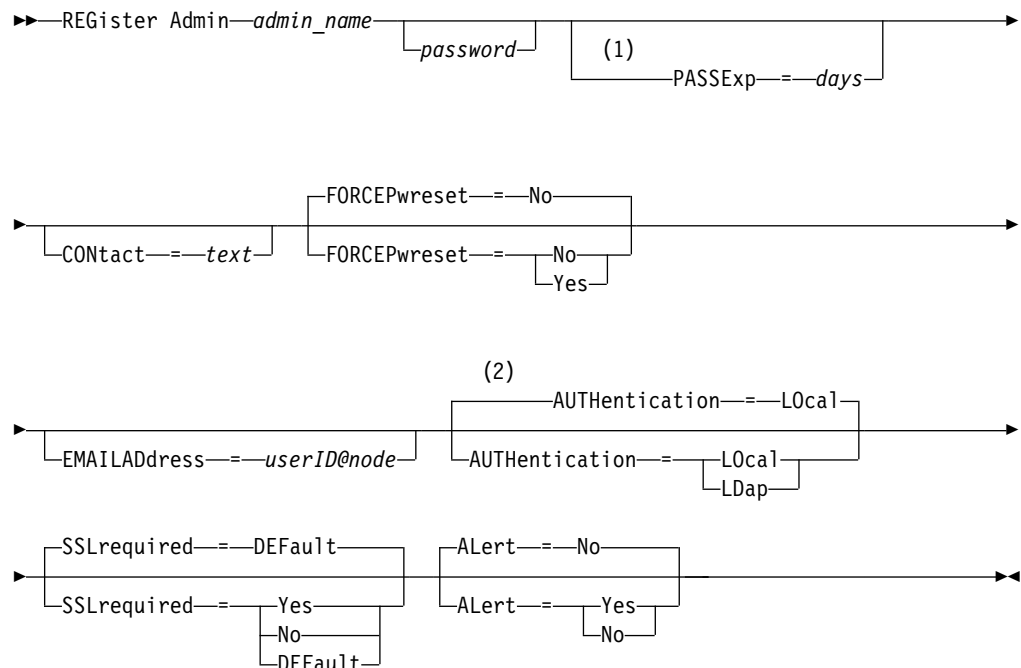 REGister Admin admin_name
password
(1)
PASSExp = days
FORCEPwreset = No
CONtact = text
FORCEPwreset = No
Yes
(2)
AUTHentication = LOcal
EMAILADdress = userID@node
AUTHentication = LOcal
LDap
SSLrequired = DEFault
ALert = No
SSLrequired = Yes
No
DEFault
ALert = Yes
No